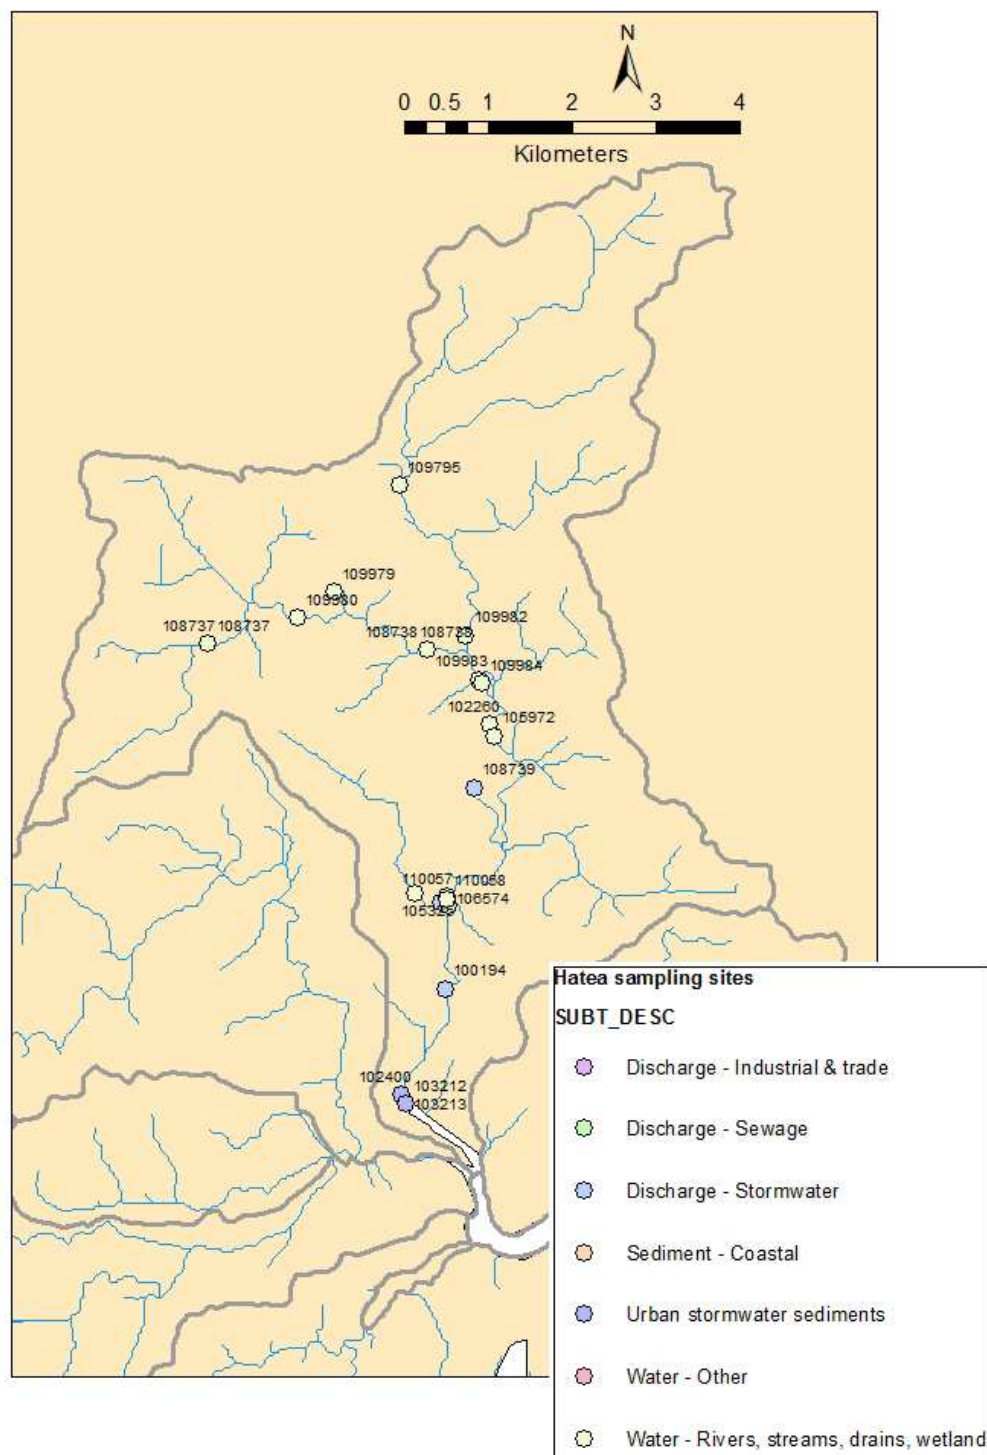 N
0 0.5 1 2 3 4
Kilometers
109795
109979
109980
108737 108737
109982
108738 108738
109983 109984
102260
105972
108739
110057 110058
106574
100194
102400
103212
103213
Hatea sampling sites
SUBT_DESC
Discharge - Industrial & trade
Discharge - Sewage
Discharge - Stormwater
Sediment - Coastal
Urban stormwater sediments
Water - Other
Water - Rivers, streams, drains, wetland